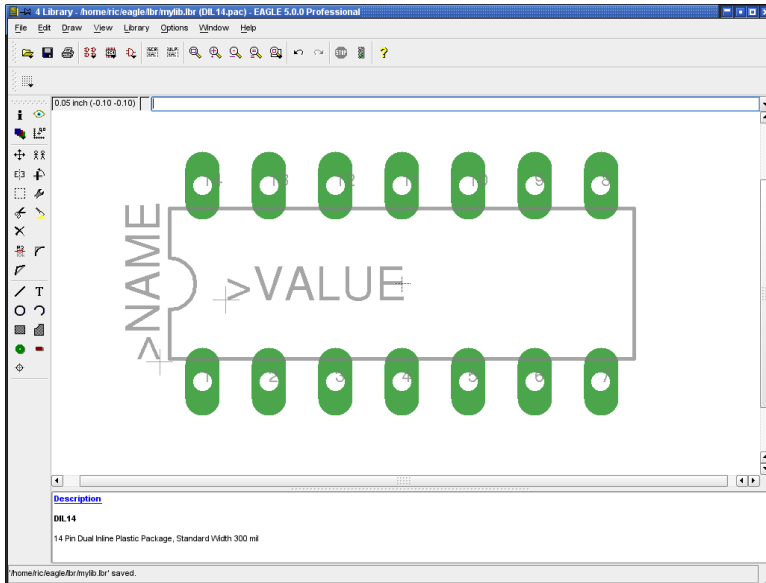 4 Library - /home/ric/eagle/lbr/mylib.lbr (DIL14.pac) - EAGLE 5.0.0 Professional
File Edit Draw View Library Options Window Help
0.05 inch (-0.10 -0.10)
14 13 12 11 10 9 8
>NAME
>VALUE
1 2 3 4 5 6 7
Description
DIL14
14 Pin Dual Inline Plastic Package, Standard Width 300 mil
'/home/ric/eagle/lbr/mylib.lbr' saved.